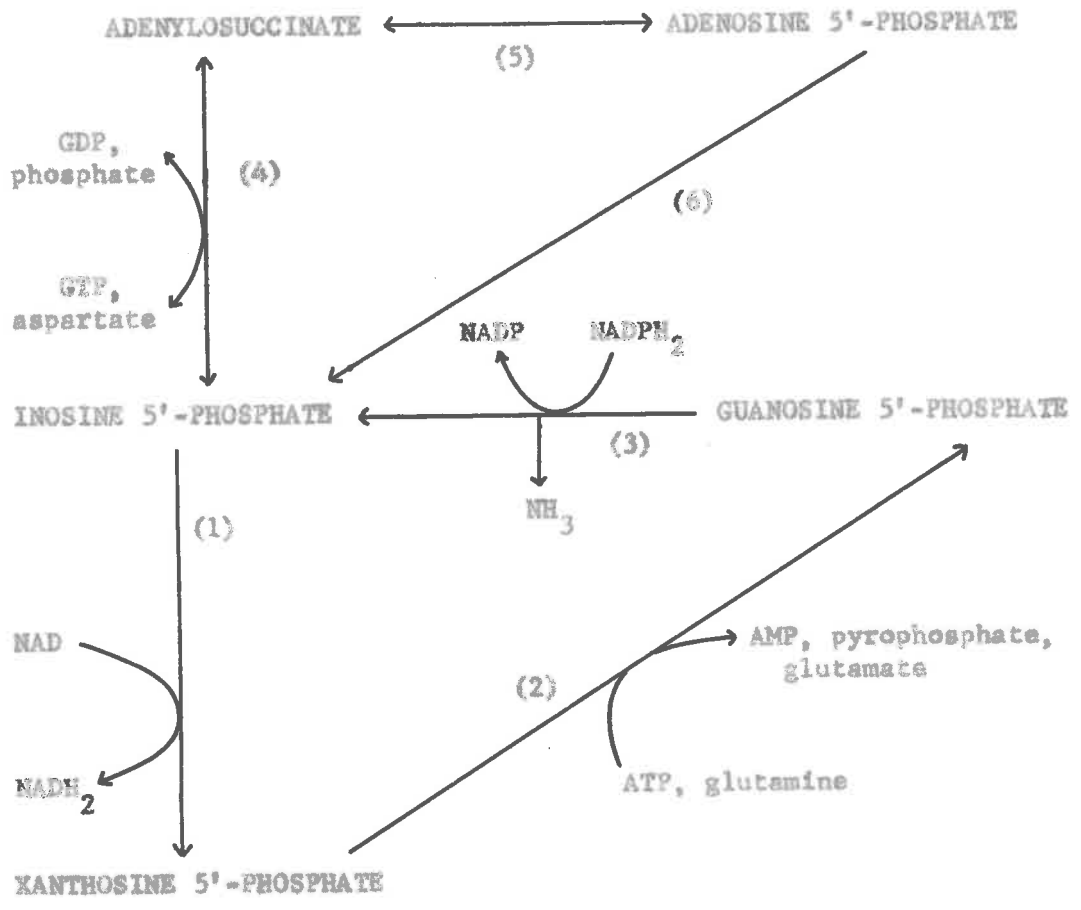 ADENYLOSUCCINATE
ADENOSINE 5'-PHOSPHATE
(5)
GDP,
phosphate
(4)
(6)
GTP,
aspartate
NADP
NADPH2
INOSINE 5'-PHOSPHATE
GUANOSINE 5'-PHOSPHATE
(3)
NH3
(1)
NAD
AMP, pyrophosphate,
glutamate
(2)
NADH2
ATP, glutamine
XANTHOSINE 5'-PHOSPHATE